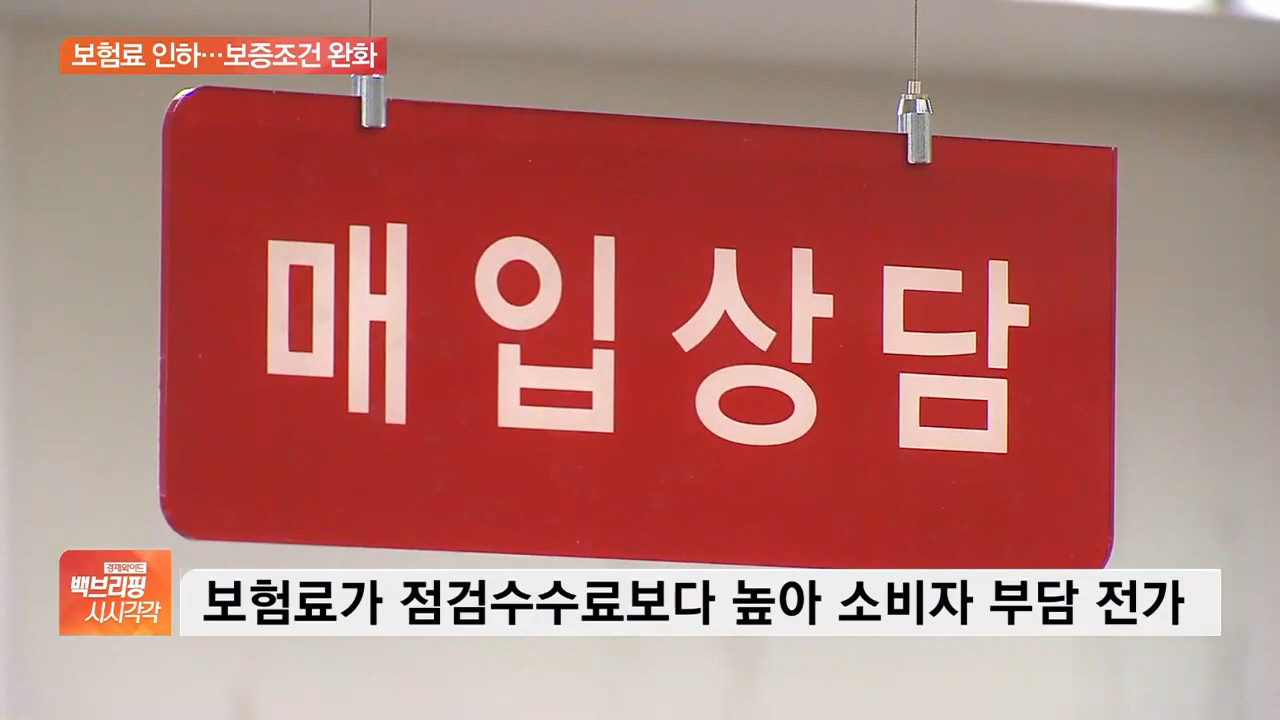 보험료 인하…보증조건 완화
매입상담
경제와이드
백브리핑
시시각각
보험료가 점검수수료보다 높아 소비자 부담 전가